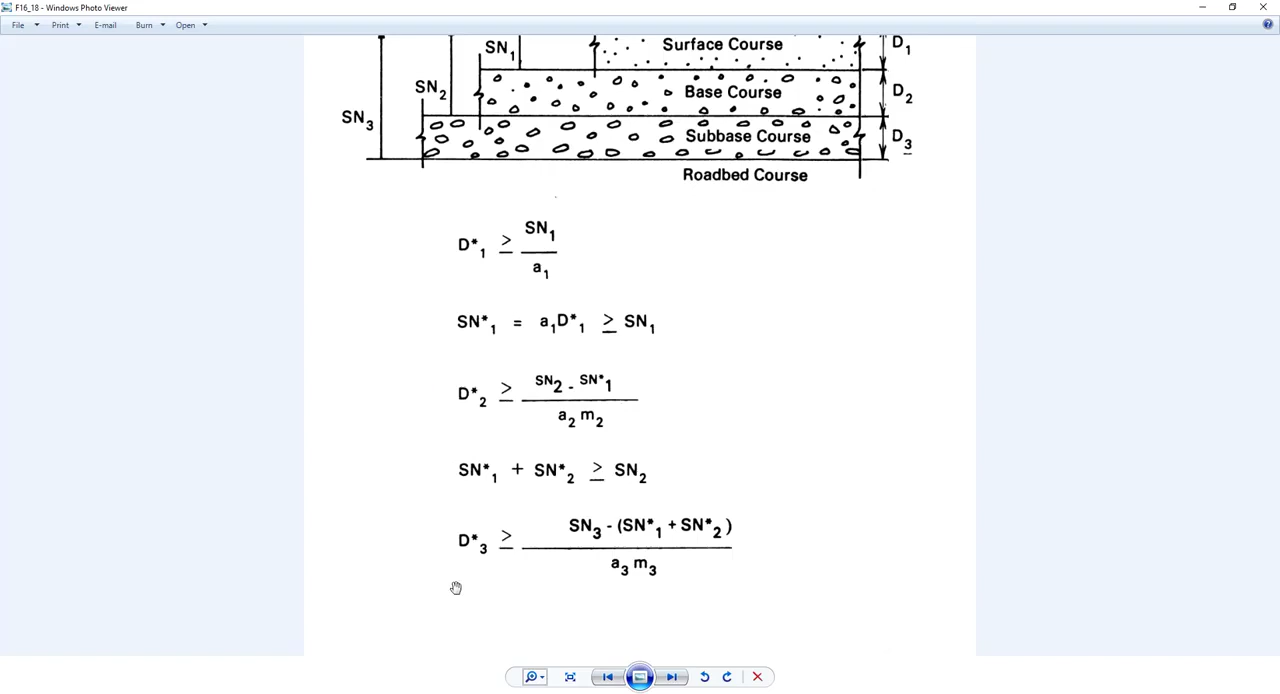 F16_18 - Windows Photo Viewer
File Print E-mail Burn Open
SN1 Surface Course D1
SN2 Base Course D2
SN3 Subbase Course D3
Roadbed Course
D*1 ≥ SN1 / a1
SN*1 = a1D*1 ≥ SN1
D*2 ≥ SN2 - SN*1 / a2 m2
SN*1 + SN*2 ≥ SN2
D*3 ≥ SN3 - (SN*1 + SN*2) / a3 m3